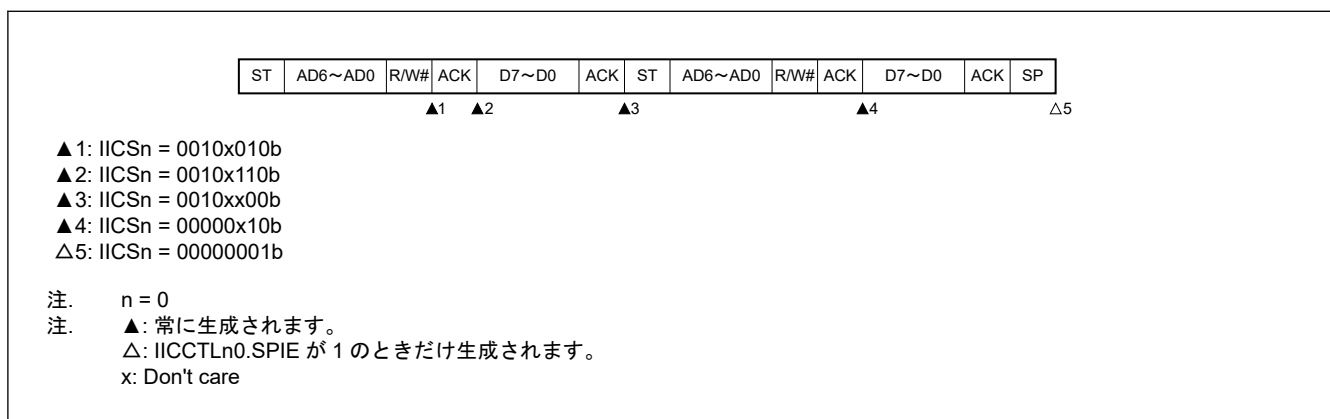 ST AD6~AD0 R/W# ACK D7~D0 ACK ST AD6~AD0 R/W# ACK D7~D0 ACK SP
▲1 ▲2 ▲3 ▲4 △5
▲1: IICSn = 0010x010b
▲2: IICSn = 0010x110b
▲3: IICSn = 0010xx00b
▲4: IICSn = 00000x10b
△5: IICSn = 00000001b
注. n = 0
注. ▲: 常に生成されます。
△: IICCTLn0.SPIE が 1 のときだけ生成されます。
x: Don't care